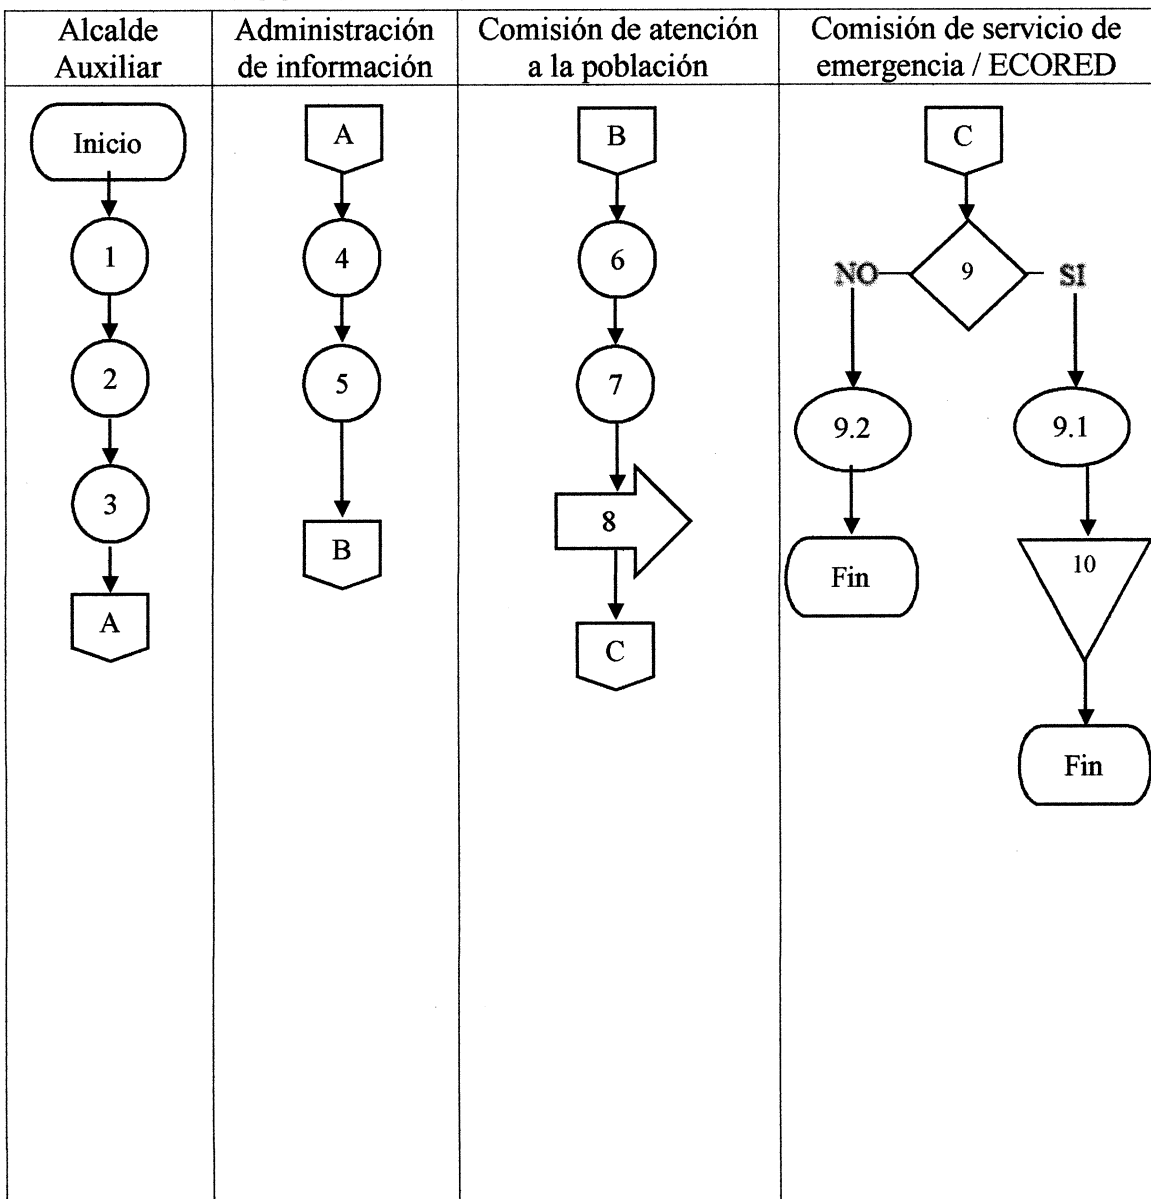 Alcalde
Auxiliar
Administración
de información
Comisión de atención
a la población
Comisión de servicio de
emergencia / ECORED
Inicio
1
2
3
A
A
4
5
B
B
6
7
8
C
C
9
NO
SI
9.2
9.1
Fin
10
Fin